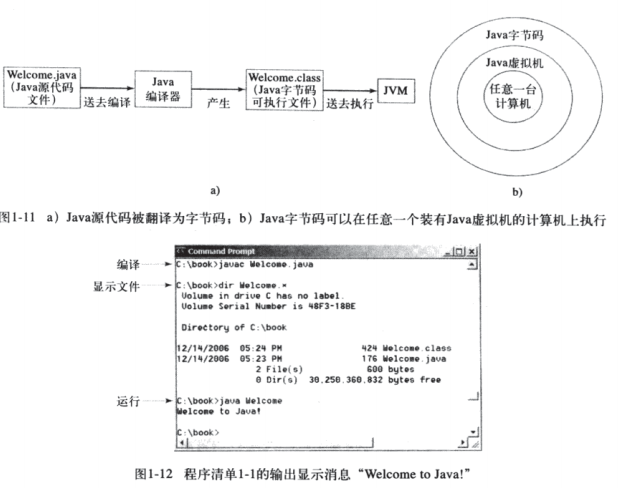 Welcome.java
(Java源代码
文件)
送去编译
Java
编译器
产生
Welcome.class
(Java字节码
可执行文件)
送去执行
JVM
a)
Java字节码
Java虚拟机
任意一台
计算机
b)
图1-11 a) Java源代码被翻译为字节码；b) Java字节码可以在任意一个装有Java虚拟机的计算机上执行
Command Prompt
编译
C:\book>javac Welcome.java
显示文件
C:\book>dir Welcome.*
Volume in drive C has no label.
Volume Serial Number is 48F3-18BE
Directory of C:\book
12/14/2006 05:24 PM 424 Welcome.class
12/14/2006 05:23 PM 176 Welcome.java
2 File(s) 600 bytes
0 Dir(s) 30,250,360,832 bytes free
运行
C:\book>java Welcome
Welcome to Java!
C:\book>
图1-12 程序清单1-1的输出显示消息“Welcome to Java!”